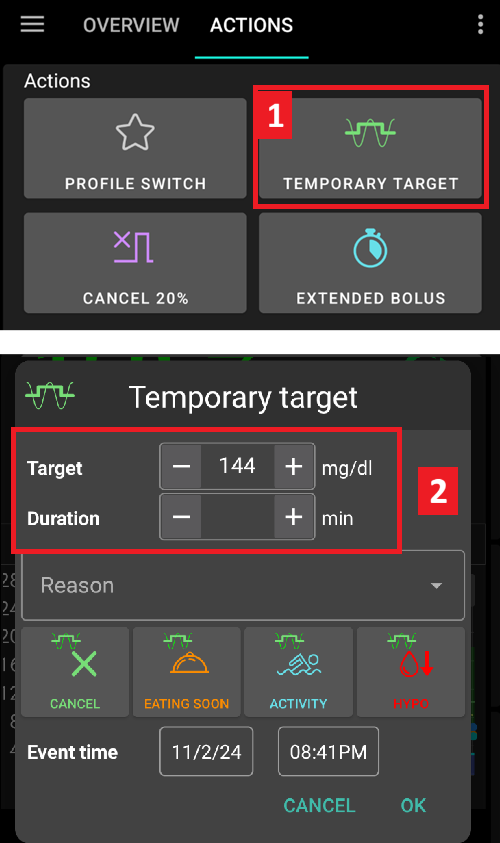 OVERVIEW ACTIONS
Actions
1
PROFILE SWITCH TEMPORARY TARGET
CANCEL 20% EXTENDED BOLUS
Temporary target
Target 144 mg/dl
2
Duration min
Reason
CANCEL EATING SOON ACTIVITY HYPO
Event time 11/2/24 08:41PM
CANCEL OK